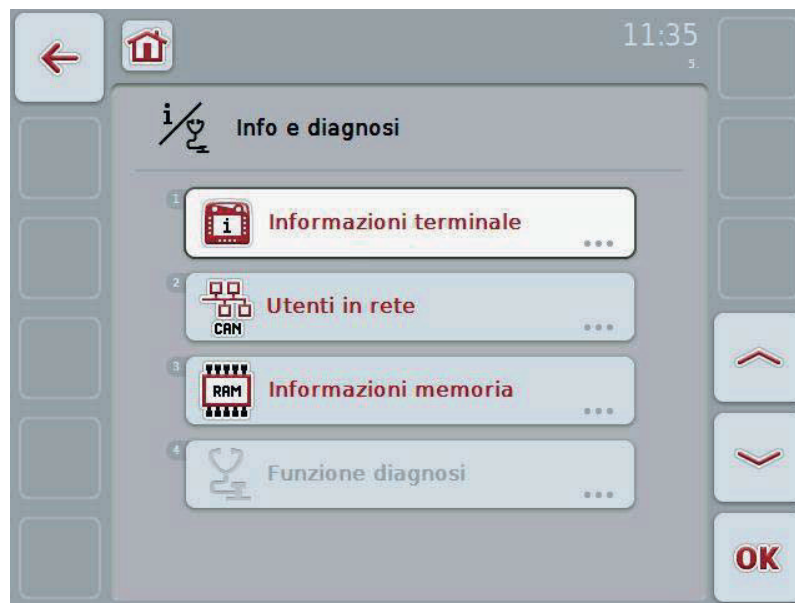 11:35
5.
i
Info e diagnosi
1
i
Informazioni terminale
2
CAN
Utenti in rete
3
RAM
Informazioni memoria
4
Funzione diagnosi
OK